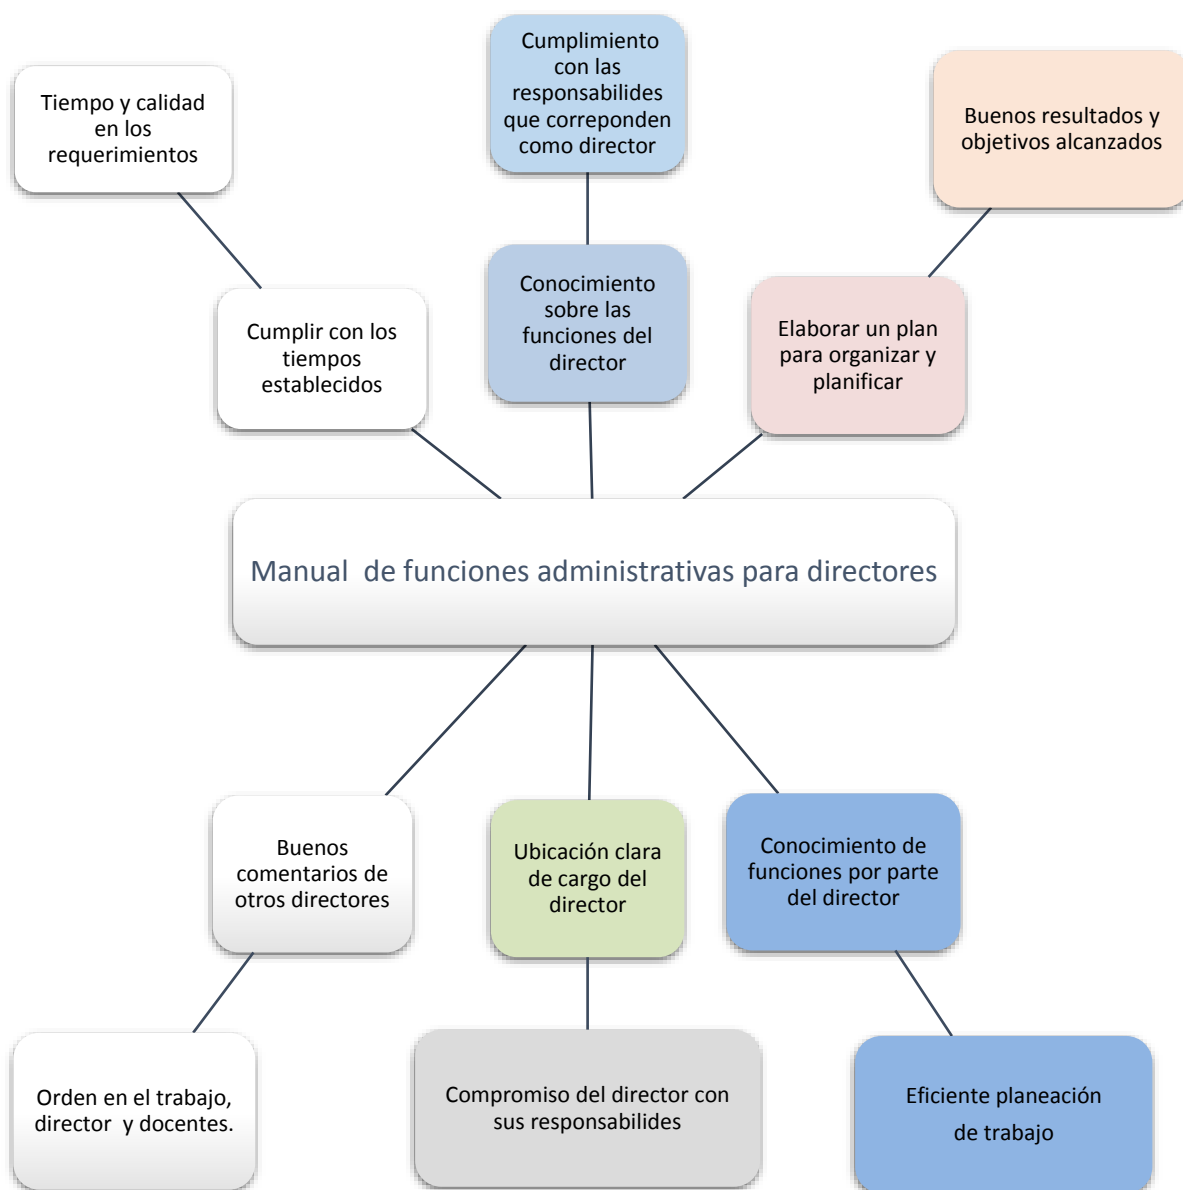 Cumplimiento
con las
responsabilides
que correponden
como director
Tiempo y calidad
en los
requerimientos
Buenos resultados y
objetivos alcanzados
Conocimiento
sobre las
funciones del
director
Cumplir con los
tiempos
establecidos
Elaborar un plan
para organizar y
planificar
Manual  de funciones administrativas para directores
Buenos
comentarios de
otros directores
Ubicación clara
de cargo del
director
Conocimiento de
funciones por parte
del director
Orden en el trabajo,
director  y docentes.
Compromiso del director con
sus responsabilides
Eficiente planeación
de trabajo